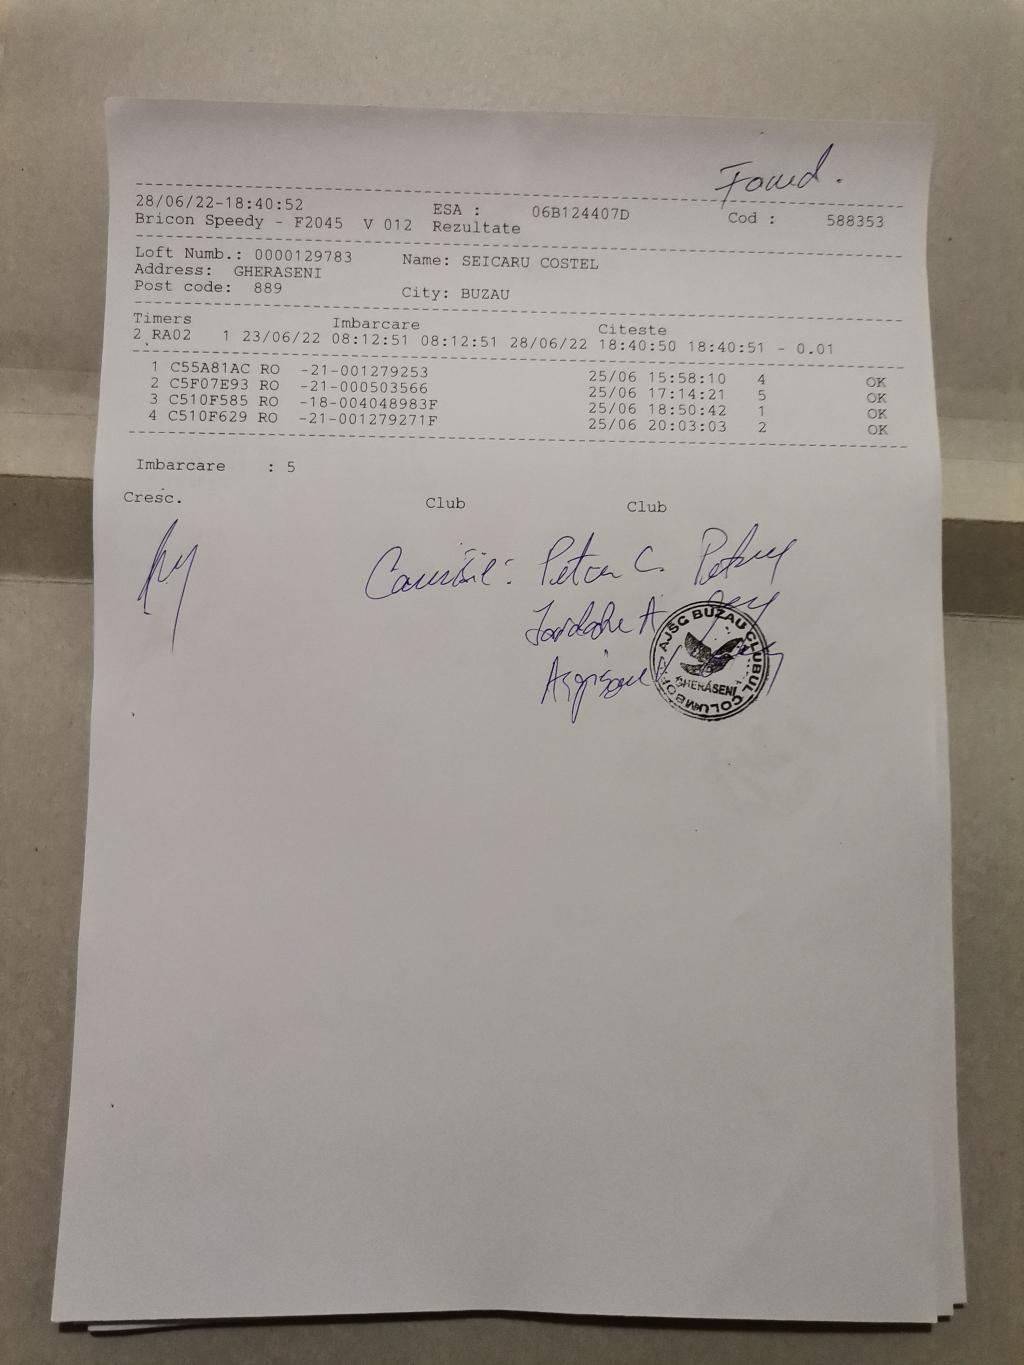 Fond.
28/06/22-18:40:52 ESA : 06B124407D Cod : 588353
Bricon Speedy - F2045 V 012 Rezultate
Loft Numb.: 0000129783 Name: SEICARU COSTEL
Address: GHERASENI
Post code: 889 City: BUZAU
Timers Imbarcare Citeste
2 RA02 1 23/06/22 08:12:51 08:12:51 28/06/22 18:40:50 18:40:51 - 0.01
1 C55A81AC RO -21-001279253 25/06 15:58:10 4 OK
2 C5F07E93 RO -21-000503566 25/06 17:14:21 5 OK
3 C510F585 RO -18-004048983F 25/06 18:50:42 1 OK
4 C510F629 RO -21-001279271F 25/06 20:03:03 2 OK
Imbarcare : 5
Cresc. Club Club
Petcu C.
Iordache A
AJSC BUZAU CLUBUL COLUMBOFIL
GHERASENI